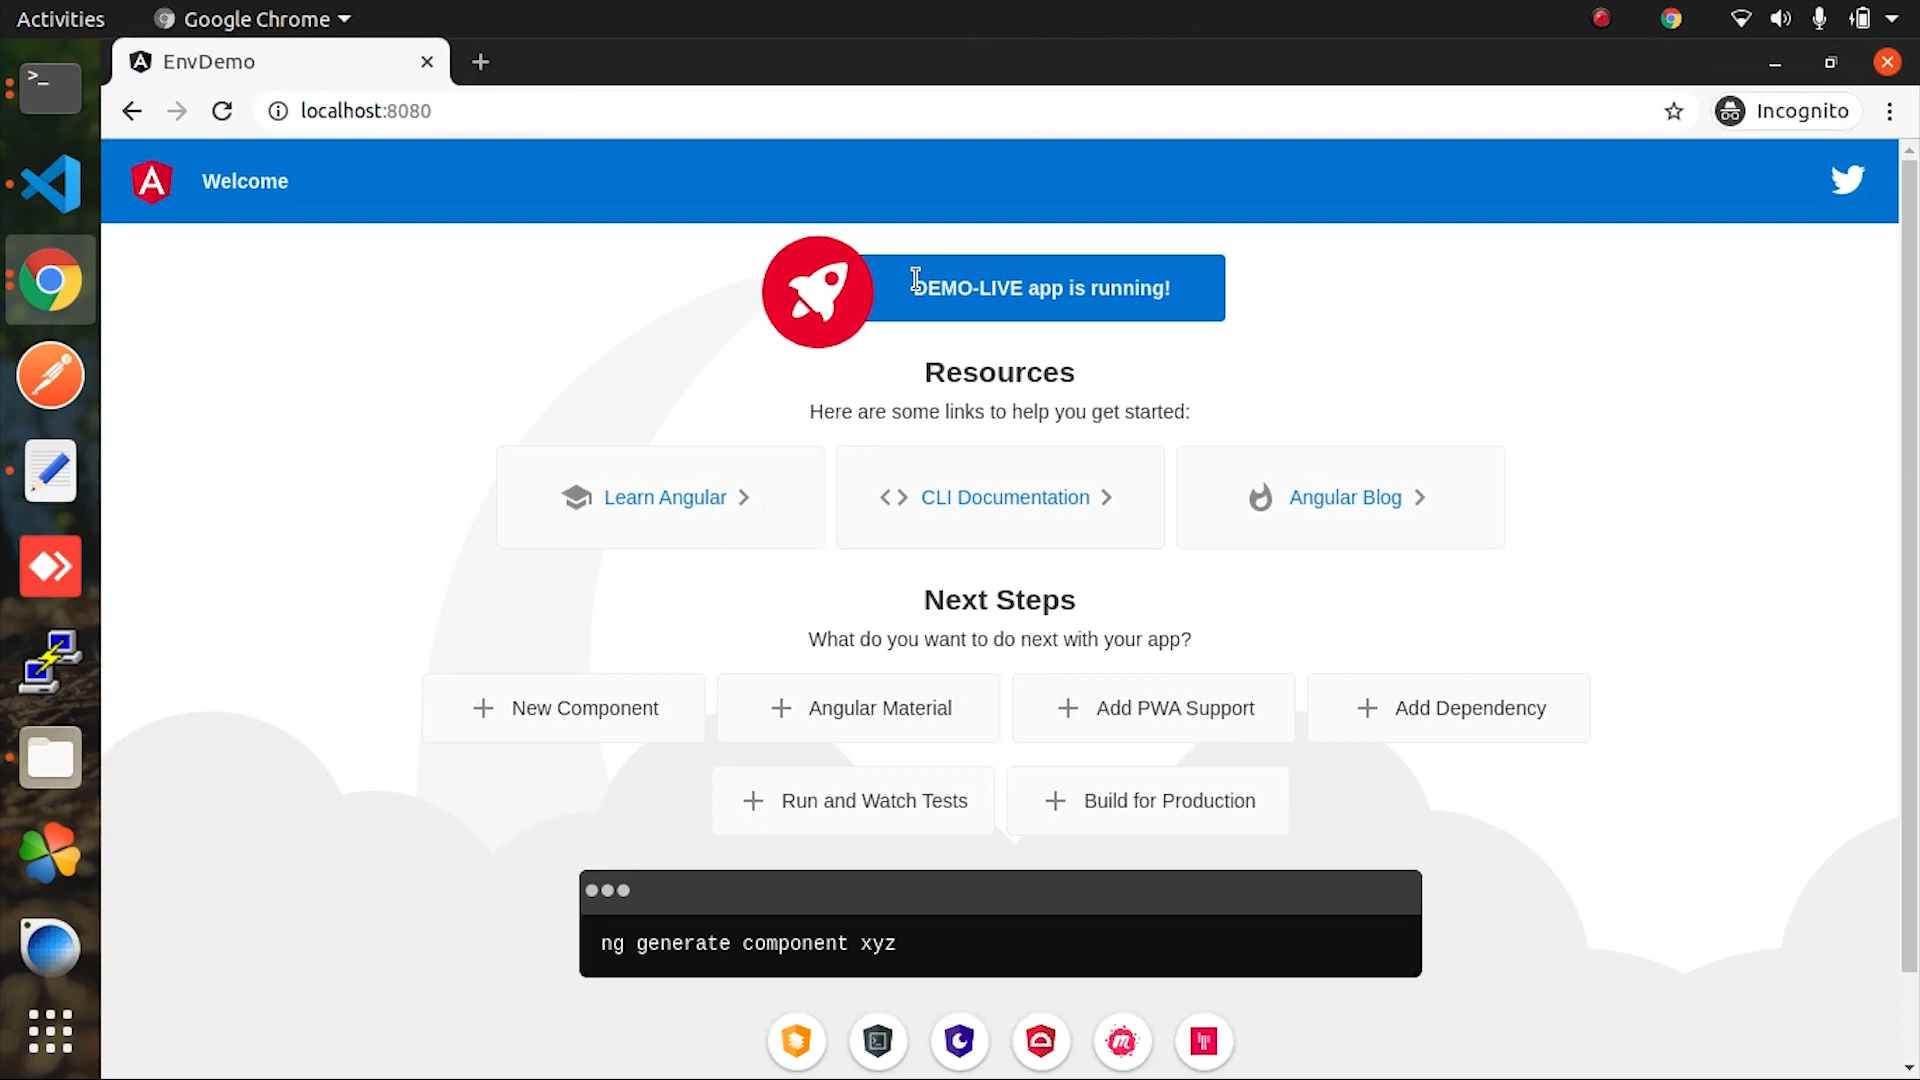 Activities
Google Chrome
EnvDemo
localhost:8080
Incognito
Welcome
DEMO-LIVE app is running!
Resources
Here are some links to help you get started:
Learn Angular
CLI Documentation
Angular Blog
Next Steps
What do you want to do next with your app?
New Component
Angular Material
Add PWA Support
Add Dependency
Run and Watch Tests
Build for Production
ng generate component xyz